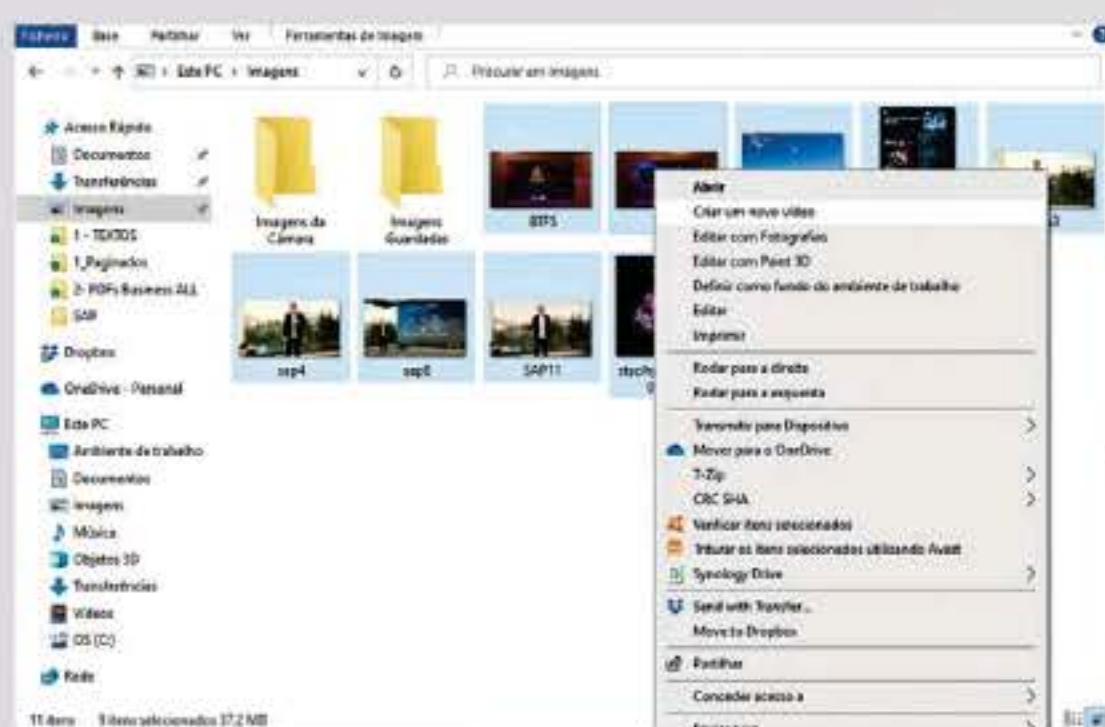 Ficheiro Base Partilhar Ver Ferramentas de Imagem
Este PC › Imagens
Procurar em Imagens
Acesso Rápido
Documentos
Transferências
Imagens
1 - TEXTOS
1_Paginados
2- PDFs Business ALL
SAP
Dropbox
OneDrive - Personal
Este PC
Ambiente de trabalho
Documentos
Imagens
Música
Objetos 3D
Transferências
Vídeos
OS (C:)
Rede
Imagens da Câmara
Imagens Guardadas
BTFS
sap4
sap8
SAP11
Abrir
Criar um novo vídeo
Editar com Fotografias
Editar com Paint 3D
Definir como fundo do ambiente de trabalho
Editar
Imprimir
Rodar para a direita
Rodar para a esquerda
Transmitir para Dispositivo
Mover para o OneDrive
7-Zip
CRC SHA
Verificar itens selecionados
Triturar os itens selecionados utilizando Avast
Synology Drive
Send with Transfer...
Move to Dropbox
Partilhar
Conceder acesso a
11 itens 9 itens selecionados 37,2 MB